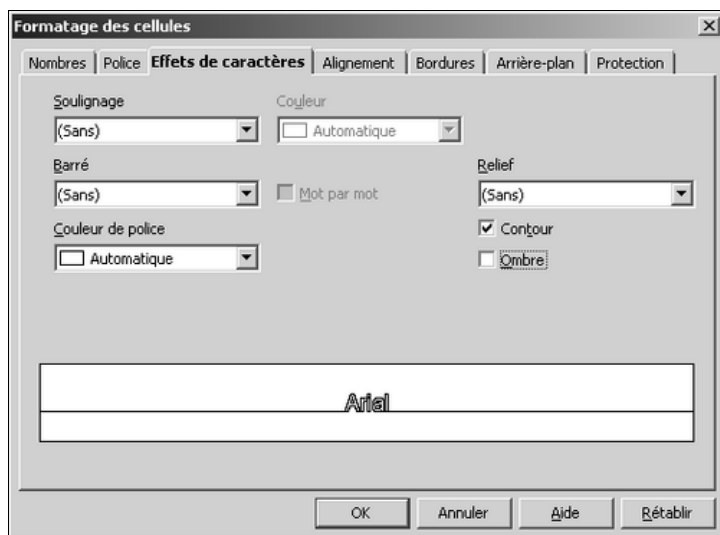 Formatage des cellules
Nombres Police Effets de caractères Alignement Bordures Arrière-plan Protection
Soulignage Couleur
(Sans) Automatique
Barré Relief
(Sans) Mot par mot (Sans)
Couleur de police Contour
Automatique Ombre
Arial
OK Annuler Aide Rétablir